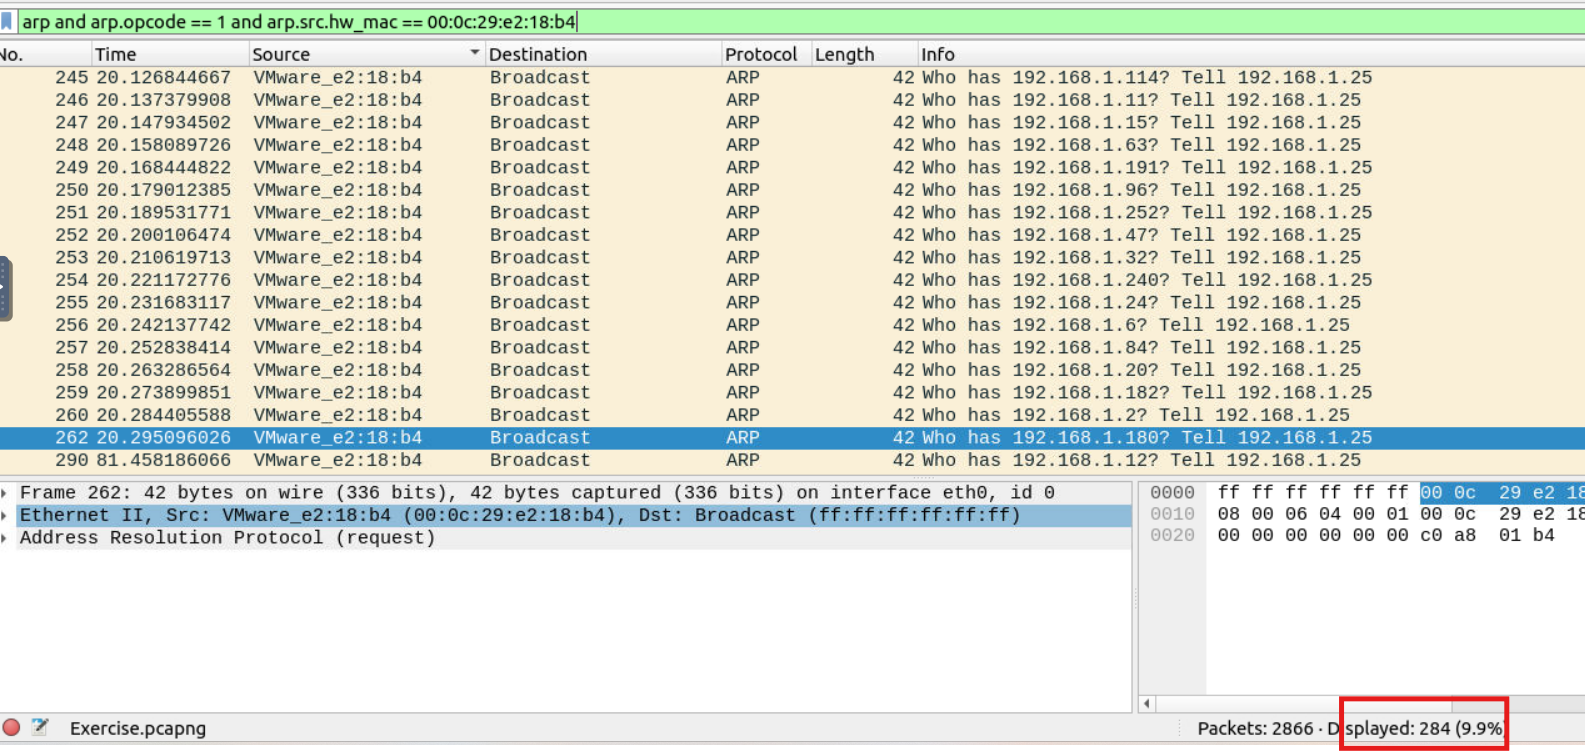 arp and arp.opcode == 1 and arp.src.hw_mac == 00:0c:29:e2:18:b4
No. Time Source Destination Protocol Length Info
245 20.126844667 VMware_e2:18:b4 Broadcast ARP 42 Who has 192.168.1.114? Tell 192.168.1.25
246 20.137379908 VMware_e2:18:b4 Broadcast ARP 42 Who has 192.168.1.11? Tell 192.168.1.25
247 20.147934502 VMware_e2:18:b4 Broadcast ARP 42 Who has 192.168.1.15? Tell 192.168.1.25
248 20.158089726 VMware_e2:18:b4 Broadcast ARP 42 Who has 192.168.1.63? Tell 192.168.1.25
249 20.168444822 VMware_e2:18:b4 Broadcast ARP 42 Who has 192.168.1.191? Tell 192.168.1.25
250 20.179012385 VMware_e2:18:b4 Broadcast ARP 42 Who has 192.168.1.96? Tell 192.168.1.25
251 20.189531771 VMware_e2:18:b4 Broadcast ARP 42 Who has 192.168.1.252? Tell 192.168.1.25
252 20.200106474 VMware_e2:18:b4 Broadcast ARP 42 Who has 192.168.1.47? Tell 192.168.1.25
253 20.210619713 VMware_e2:18:b4 Broadcast ARP 42 Who has 192.168.1.32? Tell 192.168.1.25
254 20.221172776 VMware_e2:18:b4 Broadcast ARP 42 Who has 192.168.1.240? Tell 192.168.1.25
255 20.231683117 VMware_e2:18:b4 Broadcast ARP 42 Who has 192.168.1.24? Tell 192.168.1.25
256 20.242137742 VMware_e2:18:b4 Broadcast ARP 42 Who has 192.168.1.6? Tell 192.168.1.25
257 20.252838414 VMware_e2:18:b4 Broadcast ARP 42 Who has 192.168.1.84? Tell 192.168.1.25
258 20.263286564 VMware_e2:18:b4 Broadcast ARP 42 Who has 192.168.1.20? Tell 192.168.1.25
259 20.273899851 VMware_e2:18:b4 Broadcast ARP 42 Who has 192.168.1.182? Tell 192.168.1.25
260 20.284405588 VMware_e2:18:b4 Broadcast ARP 42 Who has 192.168.1.2? Tell 192.168.1.25
262 20.295096026 VMware_e2:18:b4 Broadcast ARP 42 Who has 192.168.1.180? Tell 192.168.1.25
290 81.458186066 VMware_e2:18:b4 Broadcast ARP 42 Who has 192.168.1.12? Tell 192.168.1.25
Frame 262: 42 bytes on wire (336 bits), 42 bytes captured (336 bits) on interface eth0, id 0
Ethernet II, Src: VMware_e2:18:b4 (00:0c:29:e2:18:b4), Dst: Broadcast (ff:ff:ff:ff:ff:ff)
Address Resolution Protocol (request)
0000 ff ff ff ff ff ff 00 0c 29 e2 18
0010 08 00 06 04 00 01 00 0c 29 e2 18
0020 00 00 00 00 00 00 c0 a8 01 b4
Exercise.pcapng
Packets: 2866 · Displayed: 284 (9.9%)